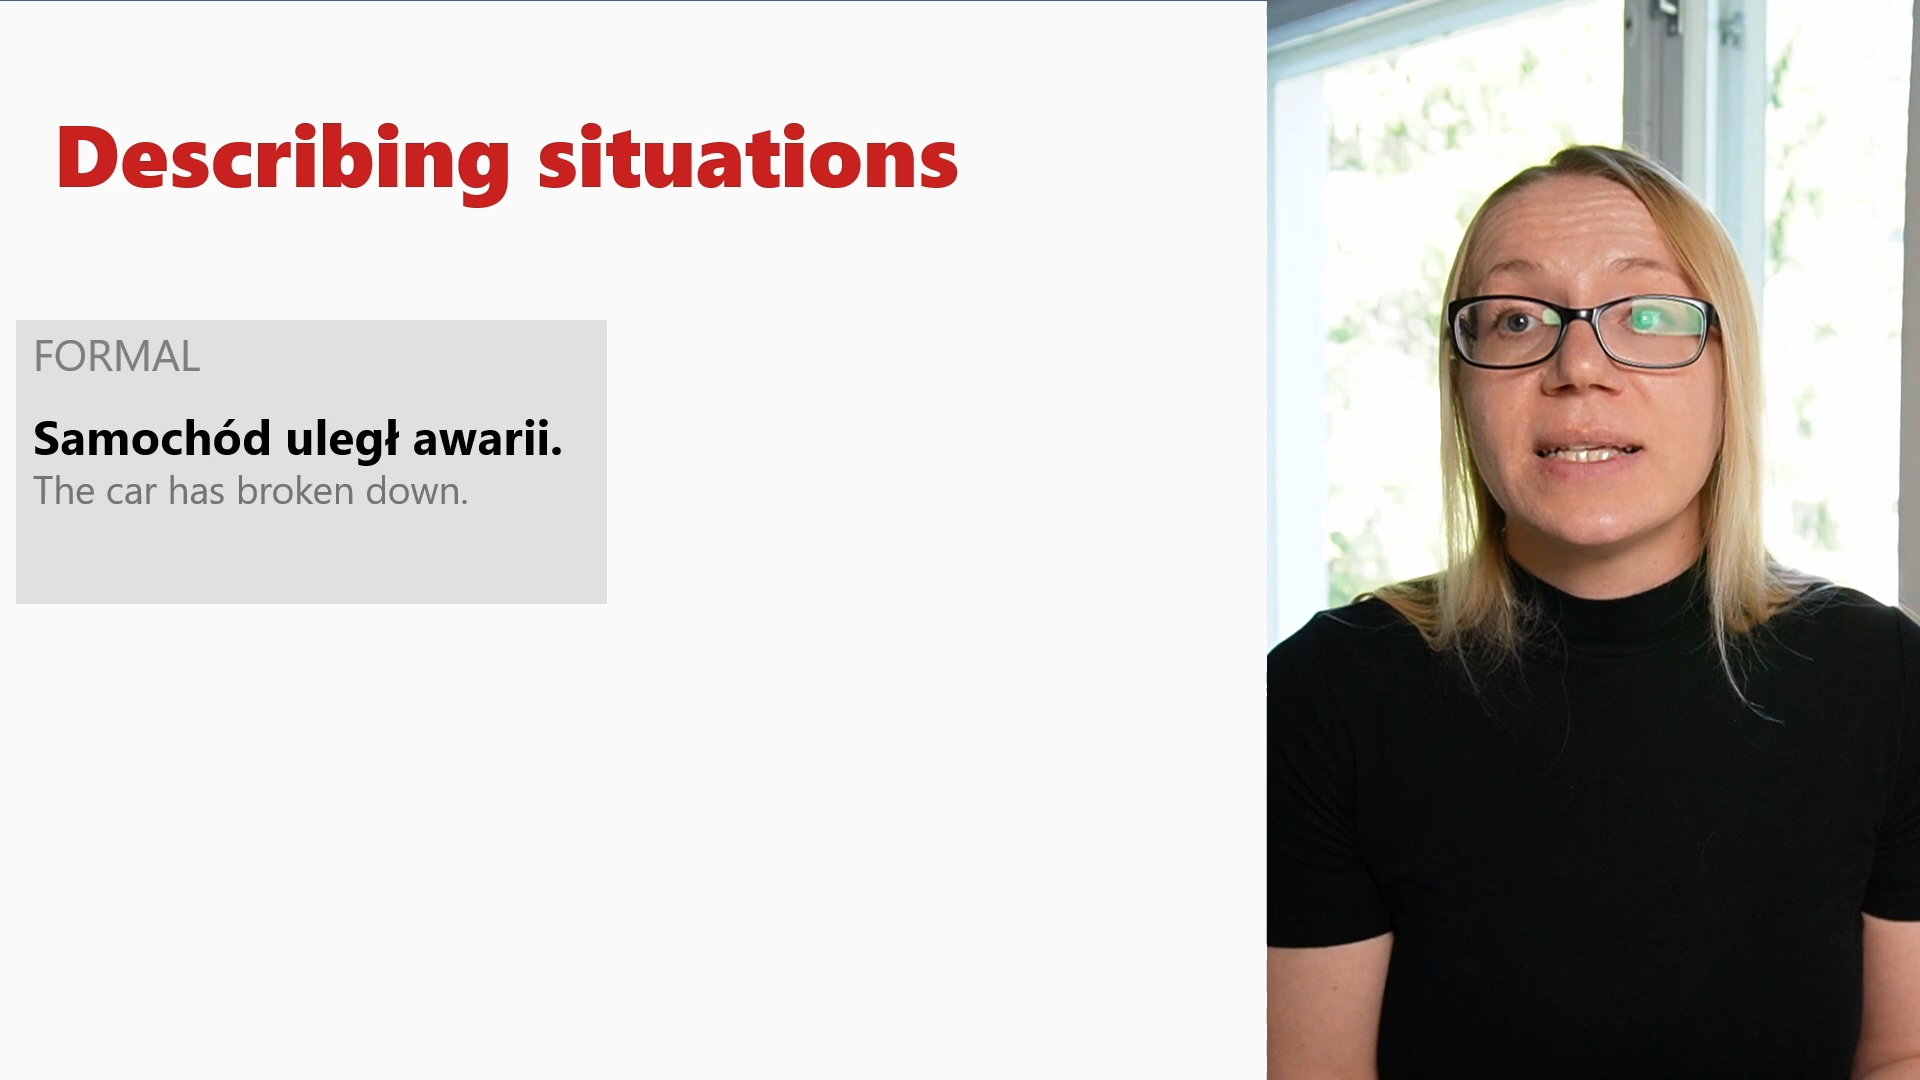 Describing situations
FORMAL
Samochód uległ awarii.
The car has broken down.